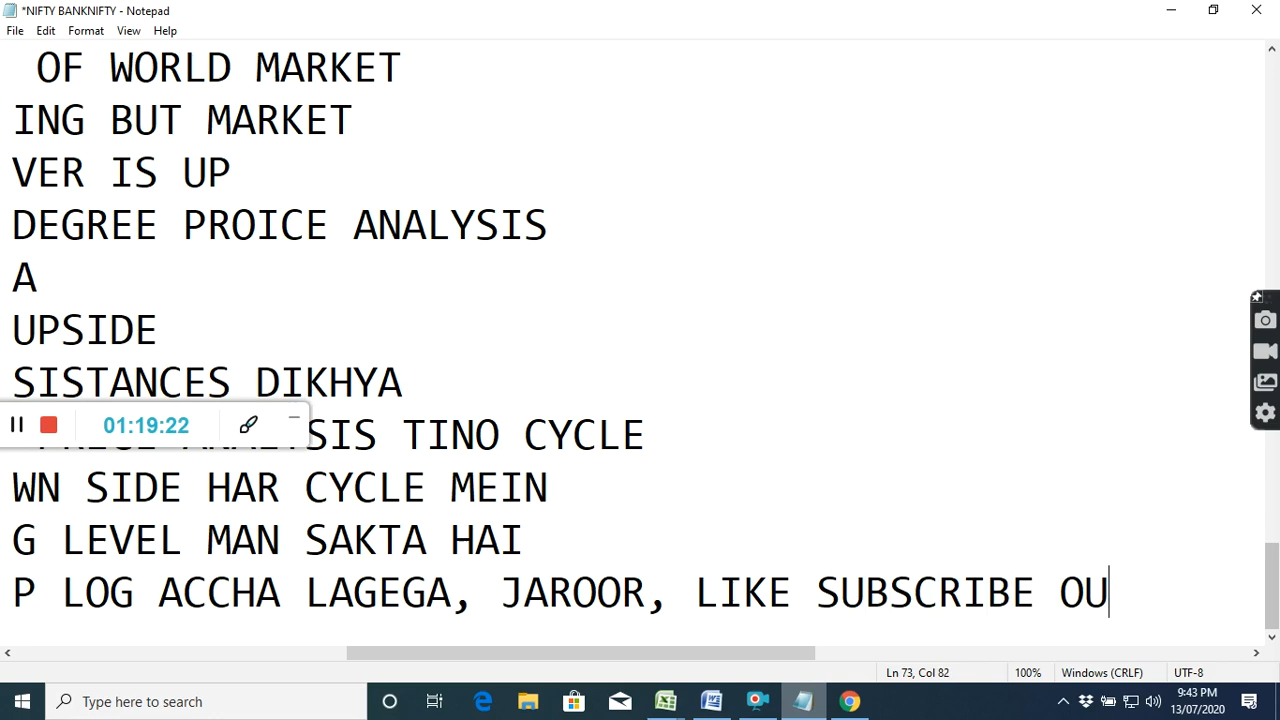 *NIFTY BANKNIFTY - Notepad
File Edit Format View Help
OF WORLD MARKET
ING BUT MARKET
VER IS UP
DEGREE PROICE ANALYSIS
A
UPSIDE
SISTANCES DIKHYA
01:19:22
PRICE ANALYSIS TINO CYCLE
WN SIDE HAR CYCLE MEIN
G LEVEL MAN SAKTA HAI
P LOG ACCHA LAGEGA, JAROOR, LIKE SUBSCRIBE OU
Ln 73, Col 82 100% Windows (CRLF) UTF-8
Type here to search
9:43 PM
13/07/2020